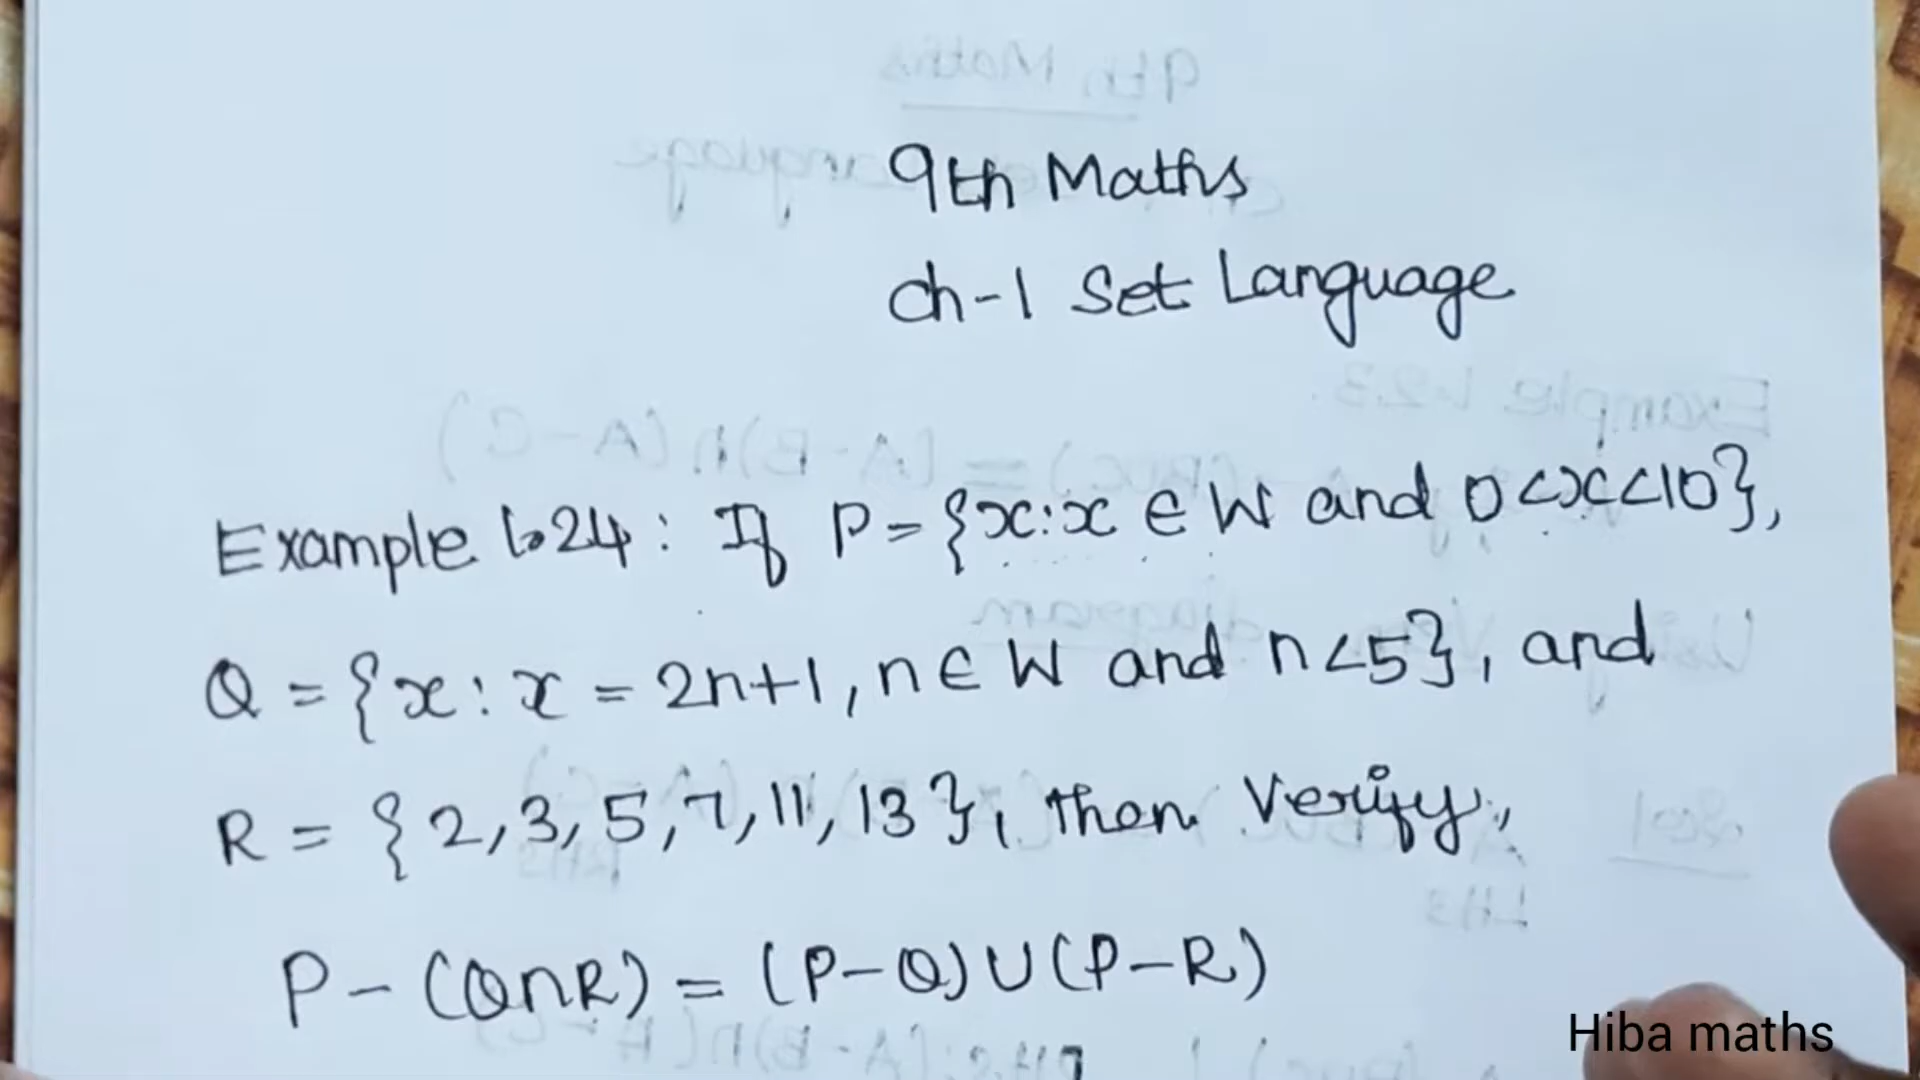 9th Maths
Ch-1 Set Language
Example 1.24: If P = {x:x ∈ W and 0<x<10},
Q = {x : x = 2n+1, n ∈ W and n<5}, and
R = {2,3,5,7,11,13}, then Verify,
P - (Q∩R) = (P-Q)∪(P-R)
Hiba maths